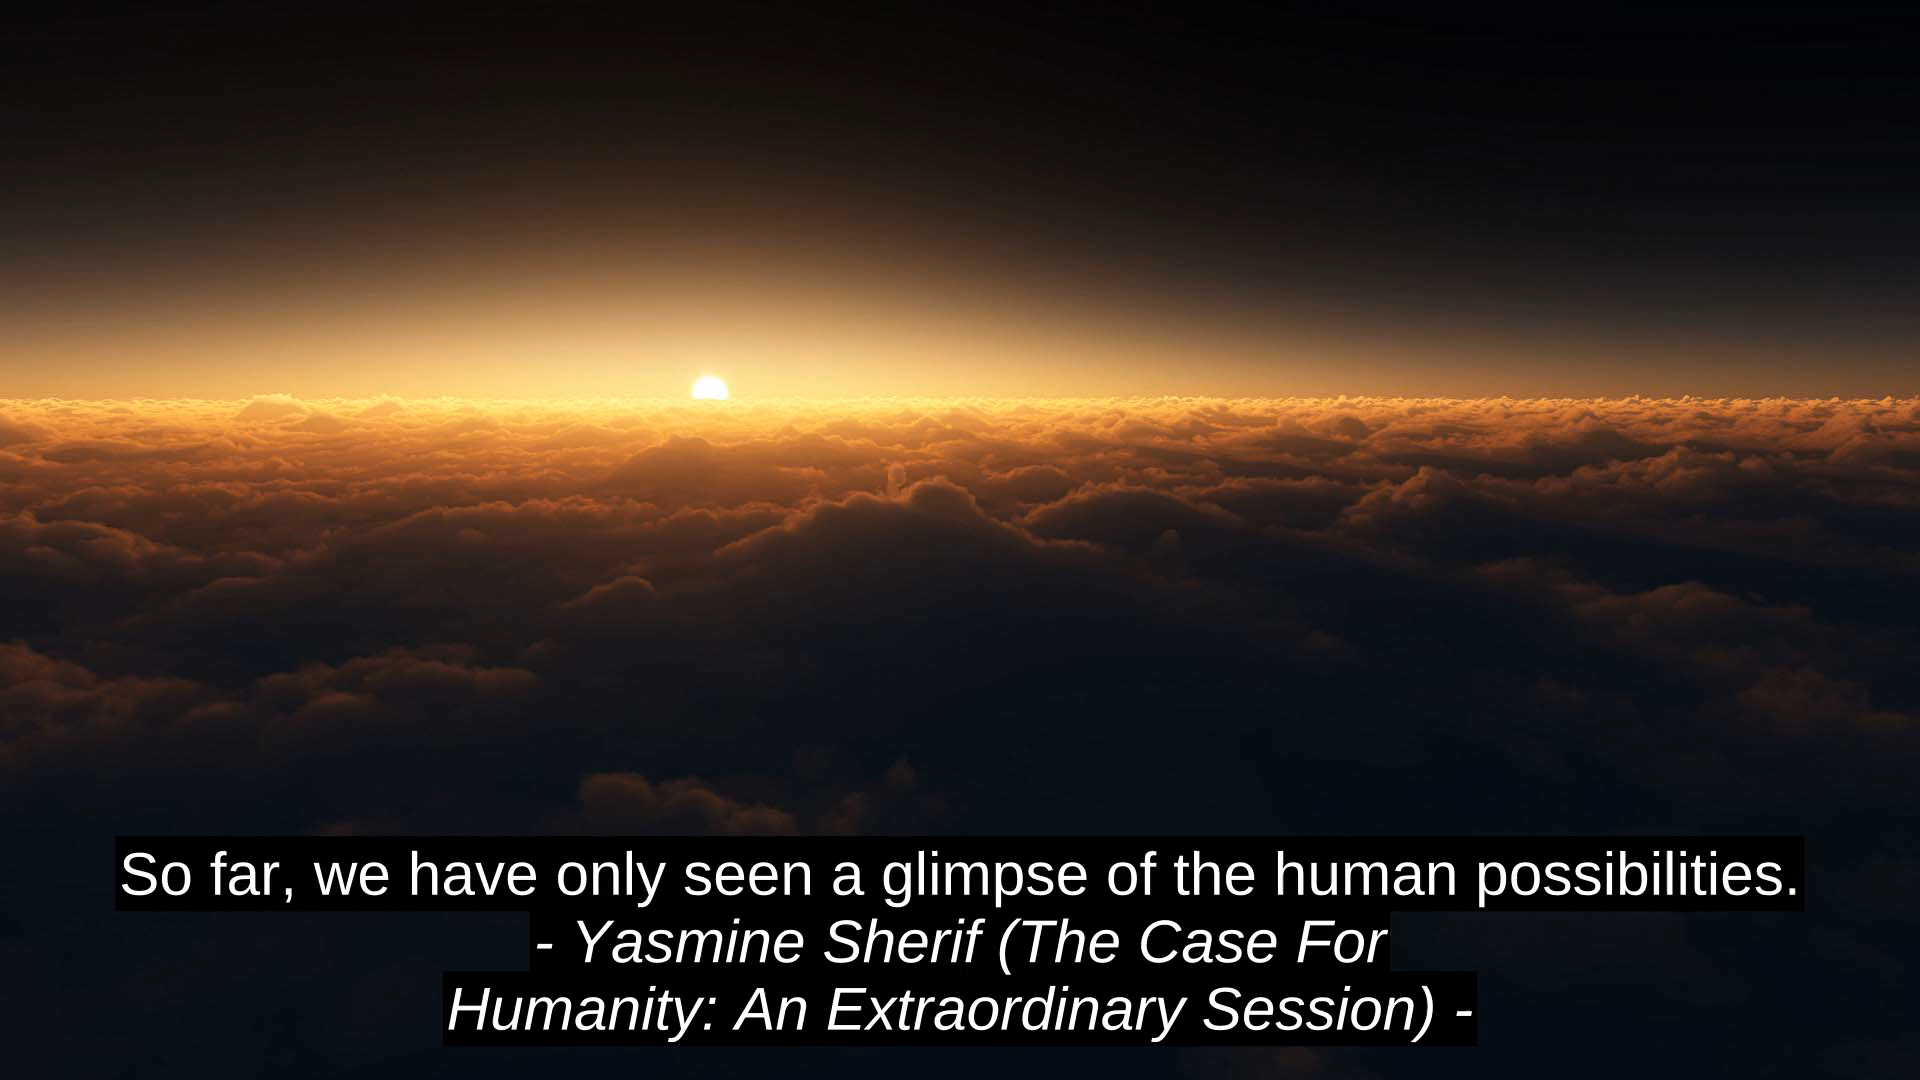 So far, we have only seen a glimpse of the human possibilities.
- Yasmine Sherif (The Case For
Humanity: An Extraordinary Session) -